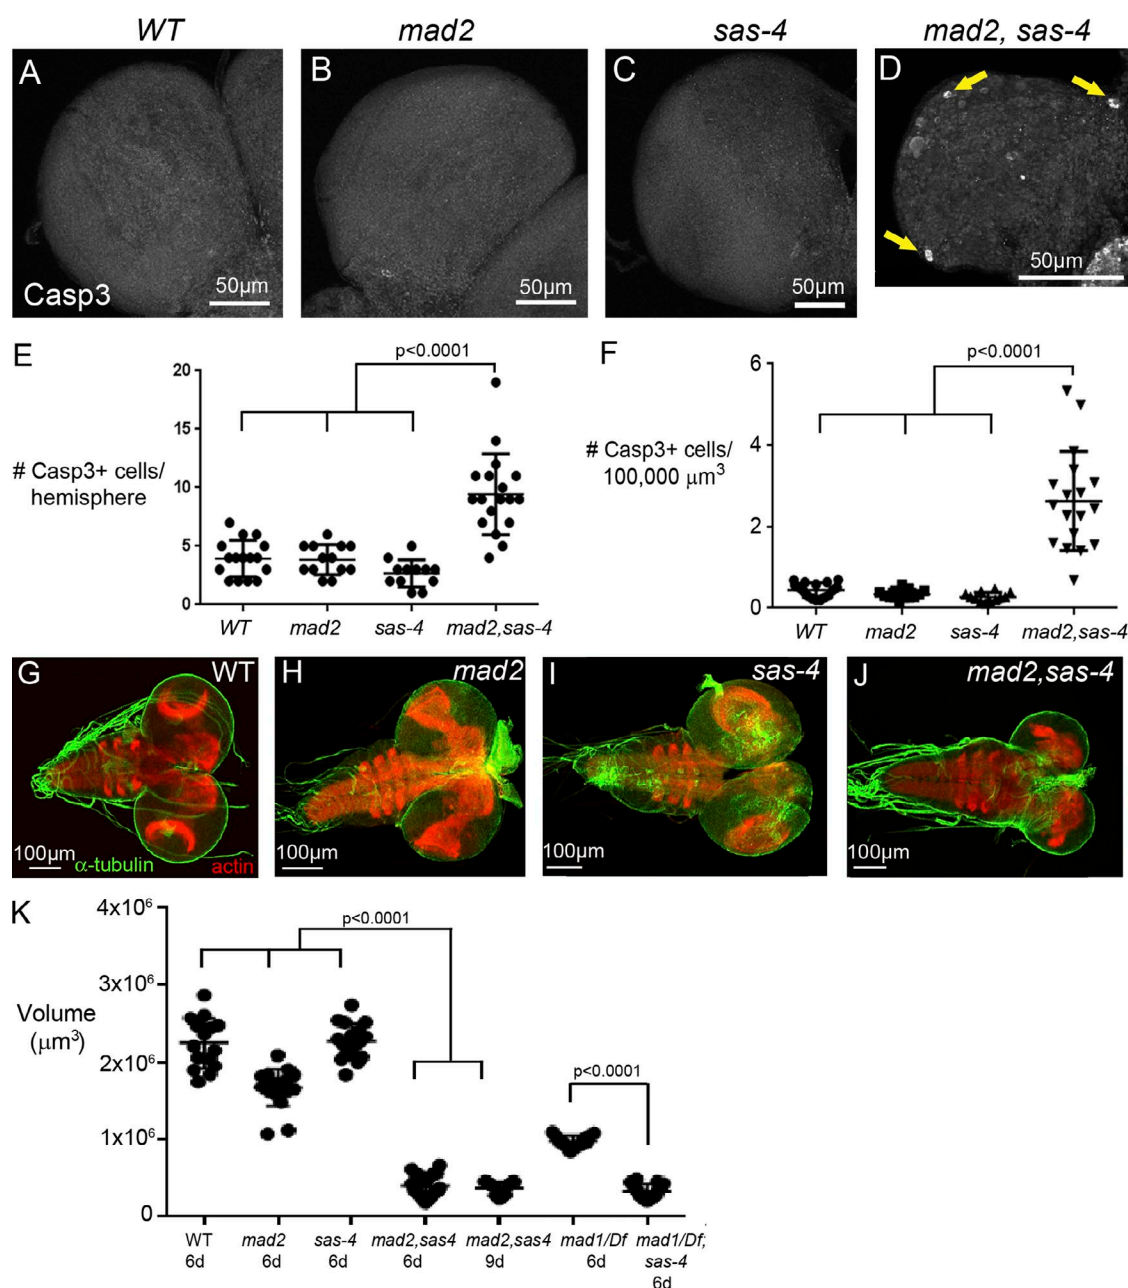 WT mad2 sas-4 mad2, sas-4
A B C D
Casp3 50μm 50μm 50μm 50μm
E
p<0.0001
20
15
# Casp3+ cells/
hemisphere
10
5
0
WT mad2 sas-4 mad2,sas-4
F
p<0.0001
6
# Casp3+ cells/
100,000 μm³
4
2
0
WT mad2 sas-4 mad2,sas-4
G WT H mad2 I sas-4 J mad2,sas-4
100μm 100μm 100μm 100μm
α-tubulin actin
K
4x10⁶
p<0.0001
3x10⁶
Volume
(μm³)
2x10⁶
p<0.0001
1x10⁶
0
WT mad2 sas-4 mad2,sas4 mad2,sas4 mad1/Df mad1/Df;
6d 6d 6d 6d 9d 6d sas-4
6d